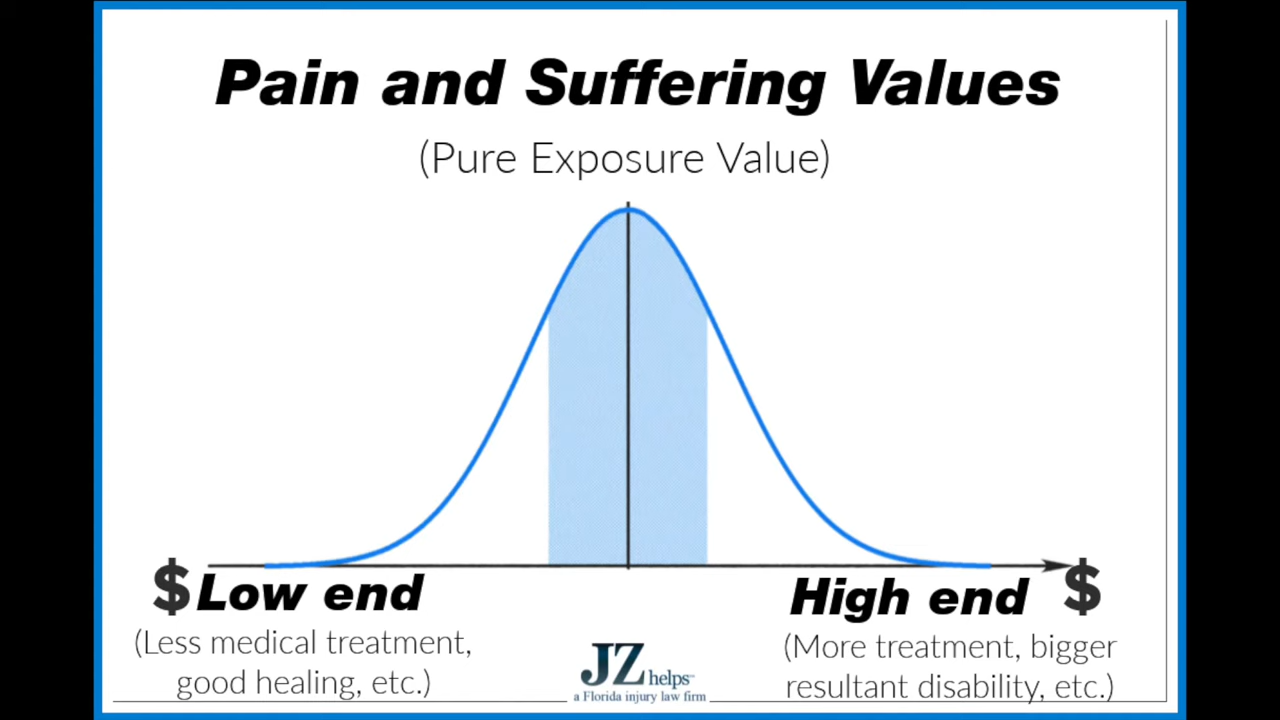 Pain and Suffering Values
(Pure Exposure Value)
$ Low end
(Less medical treatment,
good healing, etc.)
High end $
(More treatment, bigger
resultant disability, etc.)
JZ helps℠
a Florida injury law firm